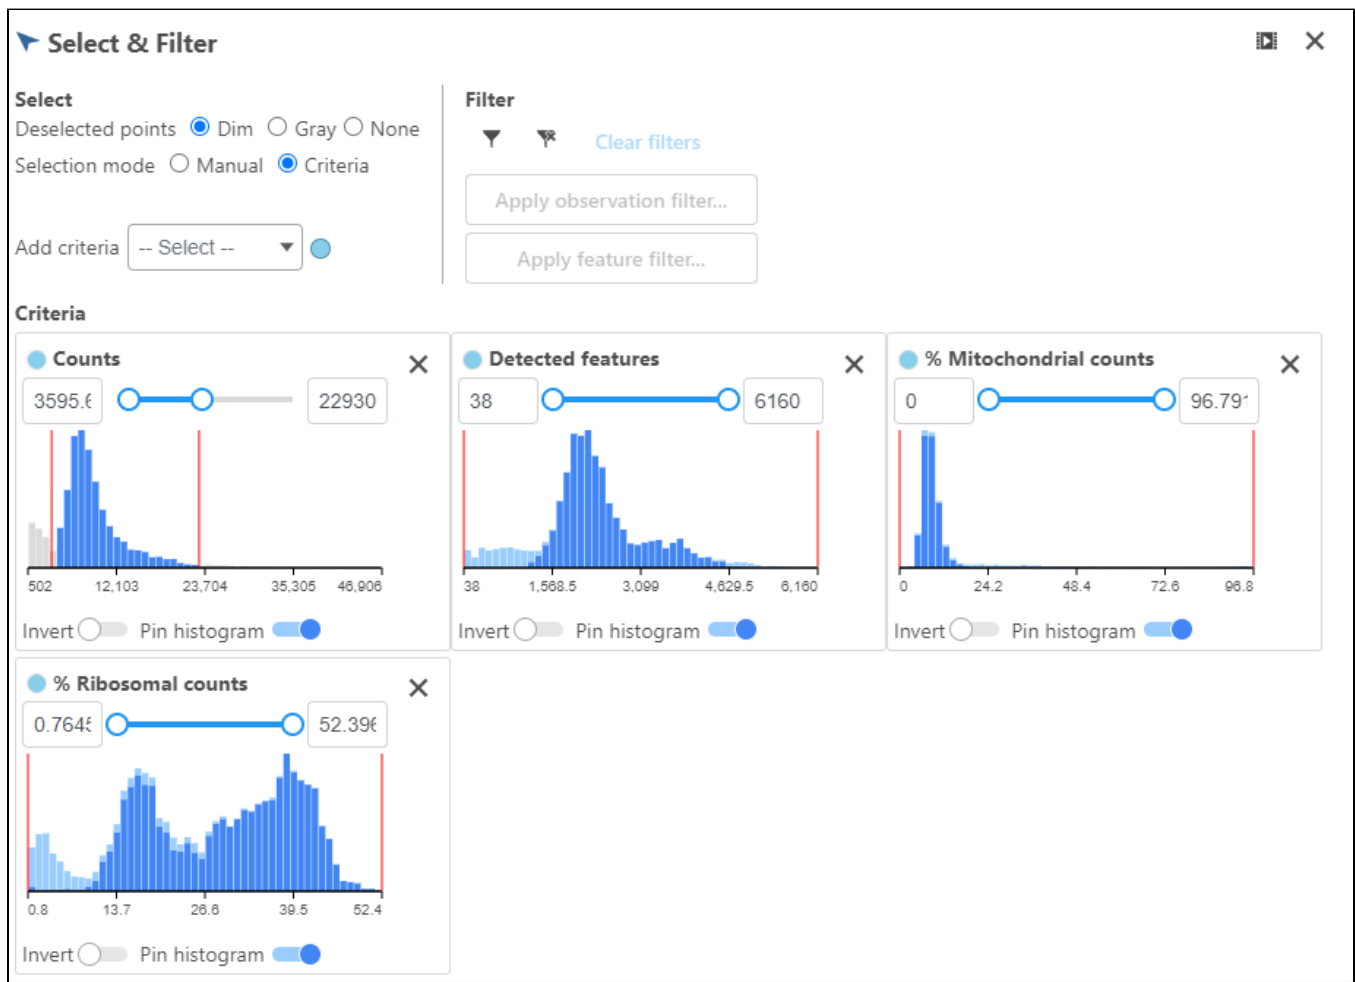 Select & Filter
Select
Deselected points Dim Gray None
Selection mode Manual Criteria
Add criteria -- Select --
Filter
Clear filters
Apply observation filter...
Apply feature filter...
Criteria
Counts
3595.6 22930
502 12,103 23,704 35,305 46,906
Invert Pin histogram
Detected features
38 6160
38 1,568.5 3,099 4,629.5 6,160
Invert Pin histogram
% Mitochondrial counts
0 96.791
0 24.2 48.4 72.6 96.8
Invert Pin histogram
% Ribosomal counts
0.7645 52.396
0.8 13.7 26.6 39.5 52.4
Invert Pin histogram